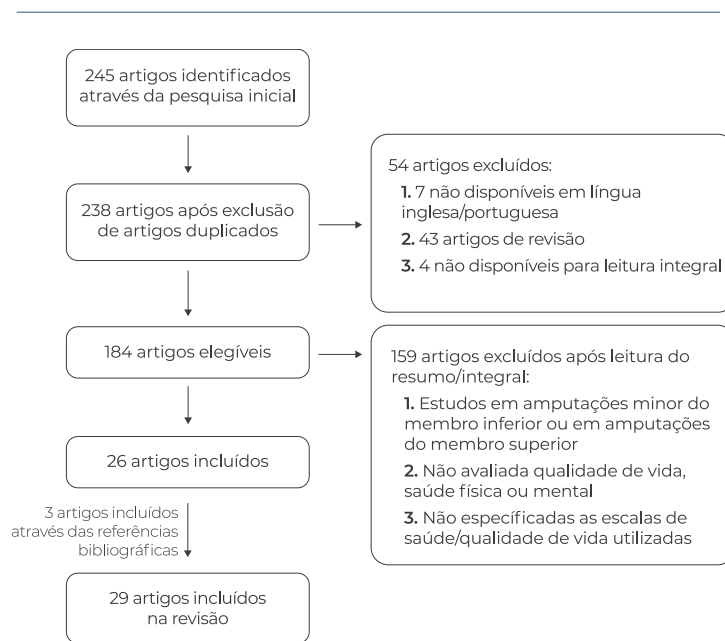 245 artigos identificados
através da pesquisa inicial
54 artigos excluídos:
1. 7 não disponíveis em língua
inglesa/portuguesa
2. 43 artigos de revisão
3. 4 não disponíveis para leitura integral
238 artigos após exclusão
de artigos duplicados
184 artigos elegíveis
159 artigos excluídos após leitura do
resumo/integral:
1. Estudos em amputações minor do
membro inferior ou em amputações
do membro superior
2. Não avaliada qualidade de vida,
saúde física ou mental
3. Não específicadas as escalas de
saúde/qualidade de vida utilizadas
26 artigos incluídos
3 artigos incluídos
através das referências
bibliográficas
29 artigos incluídos
na revisão